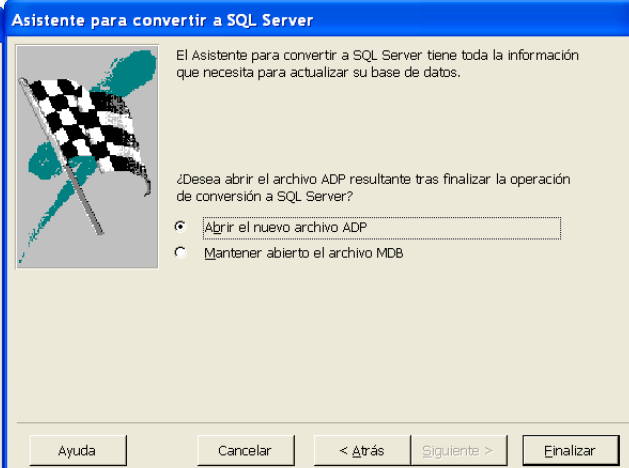 Asistente para convertir a SQL Server
El Asistente para convertir a SQL Server tiene toda la información
que necesita para actualizar su base de datos.
¿Desea abrir el archivo ADP resultante tras finalizar la operación
de conversión a SQL Server?
Abrir el nuevo archivo ADP
Mantener abierto el archivo MDB
Ayuda
Cancelar
< Atrás
Siguiente >
Finalizar